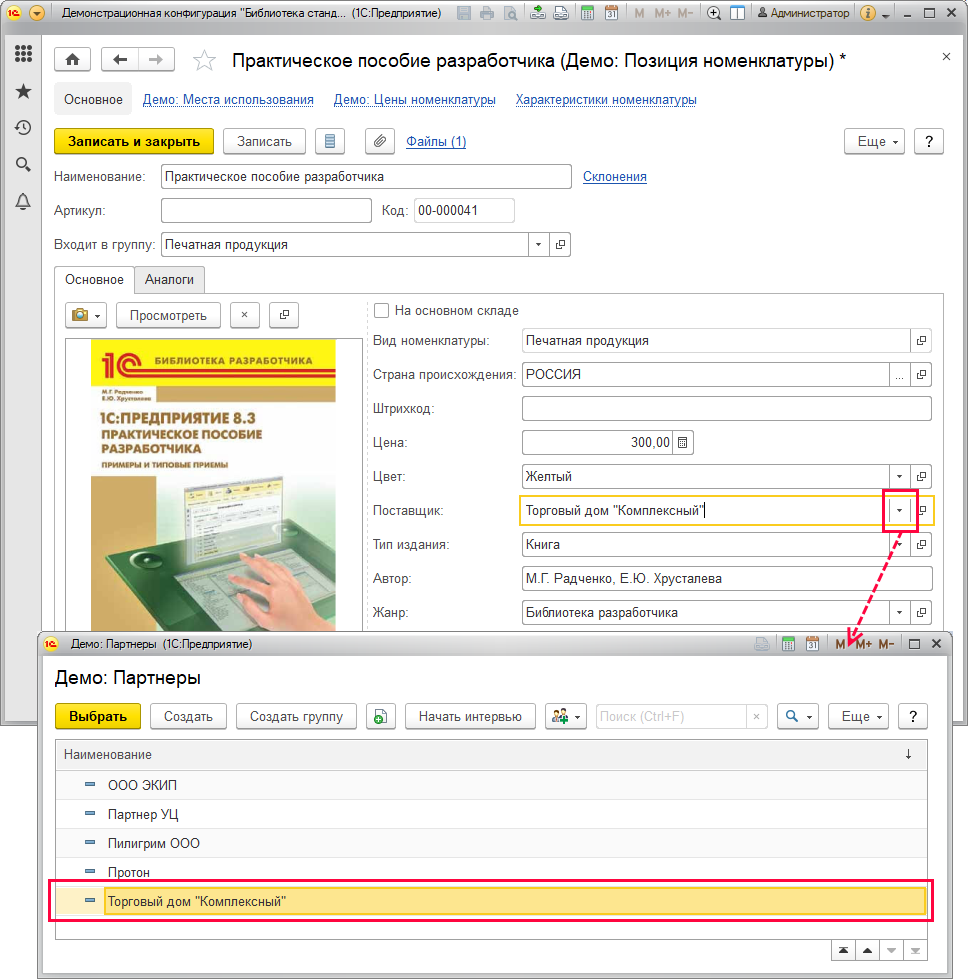 Демонстрационная конфигурация "Библиотека станд... (1С:Предприятие)
M M+ M- Администратор
Практическое пособие разработчика (Демо: Позиция номенклатуры) *
Основное Демо: Места использования Демо: Цены номенклатуры Характеристики номенклатуры
Записать и закрыть Записать Файлы (1) Еще ?
Наименование: Практическое пособие разработчика Склонения
Артикул: Код: 00-000041
Входит в группу: Печатная продукция
Основное Аналоги
Просмотреть × На основном складе
Вид номенклатуры: Печатная продукция
Страна происхождения: РОССИЯ ...
Штрихкод:
Цена: 300,00
Цвет: Желтый
Поставщик: Торговый дом "Комплексный"
Тип издания: Книга
Автор: М.Г. Радченко, Е.Ю. Хрусталева
Жанр: Библиотека разработчика
1С БИБЛИОТЕКА РАЗРАБОТЧИКА
М.Г. Радченко
Е.Ю. Хрусталева
1С:ПРЕДПРИЯТИЕ 8.3
ПРАКТИЧЕСКОЕ ПОСОБИЕ
РАЗРАБОТЧИКА
ПРИМЕРЫ И ТИПОВЫЕ ПРИЕМЫ
Демо: Партнеры (1С:Предприятие) M M+ M-
Демо: Партнеры
Выбрать Создать Создать группу Начать интервью Поиск (Ctrl+F) × Еще ?
Наименование ↓
ООО ЭКИП
Партнер УЦ
Пилигрим ООО
Протон
Торговый дом "Комплексный"